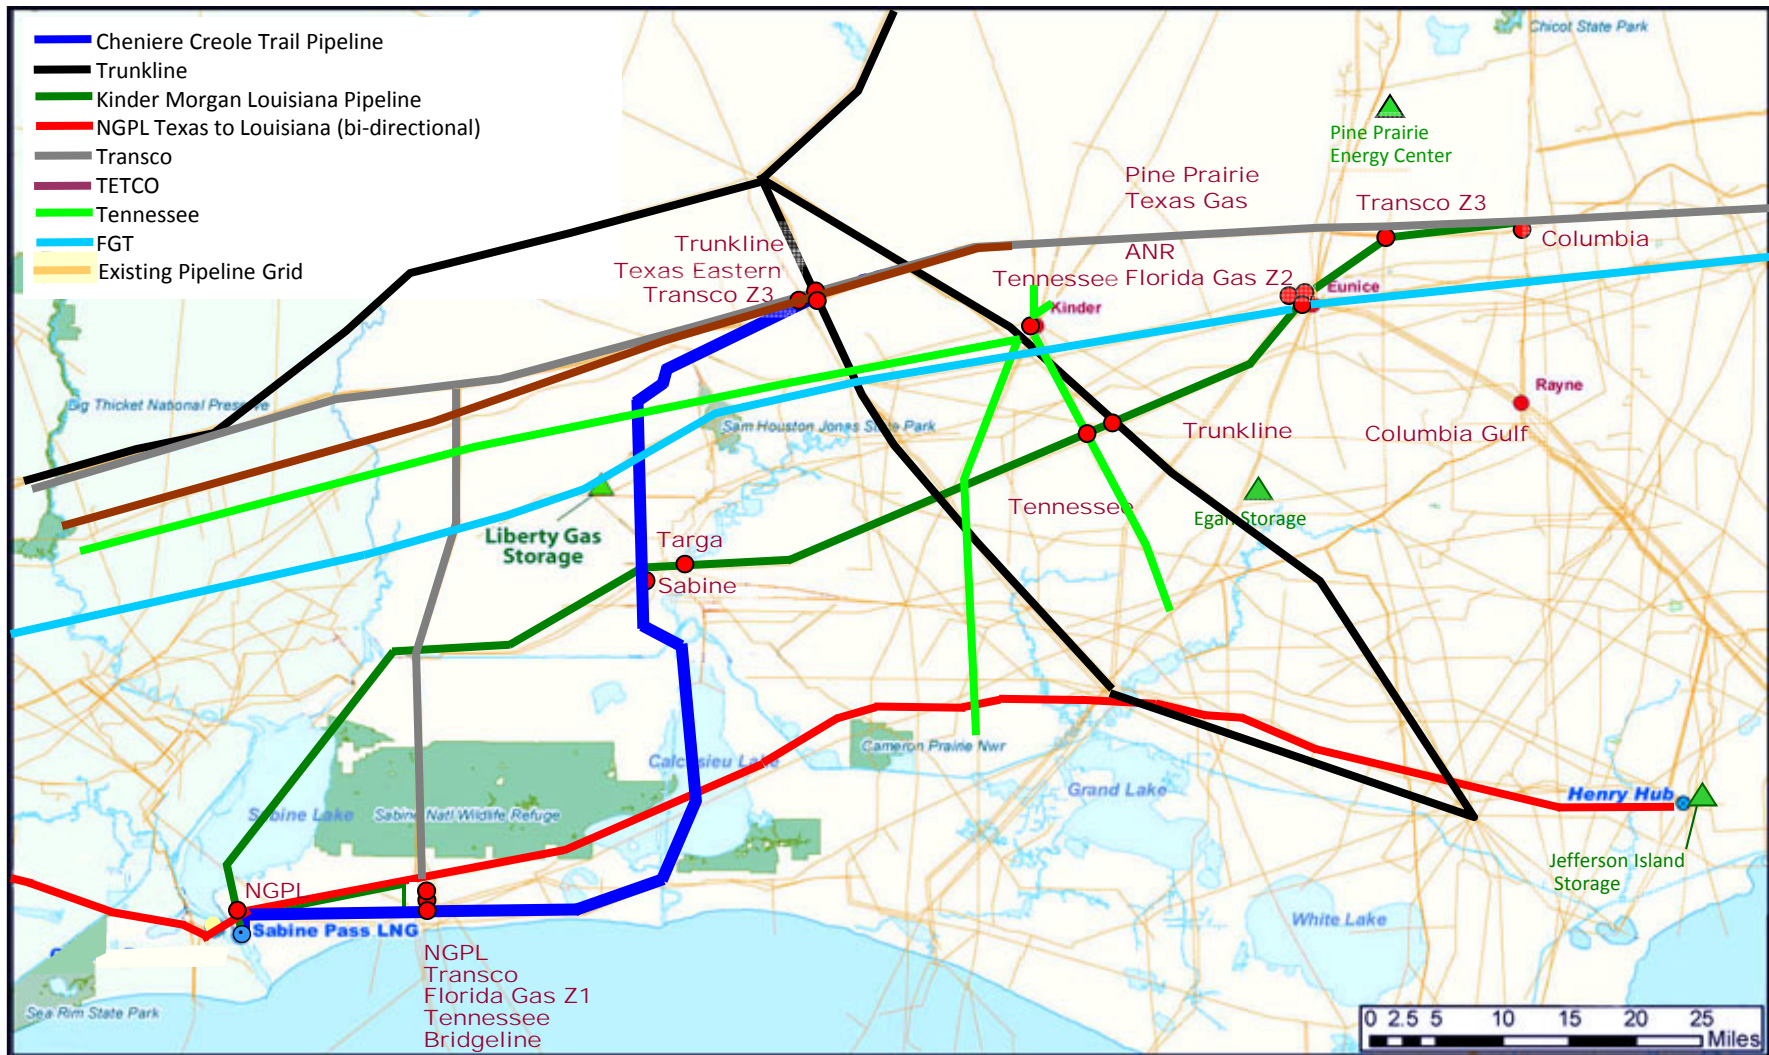 Cheniere Creole Trail Pipeline
Trunkline
Kinder Morgan Louisiana Pipeline
NGPL Texas to Louisiana (bi-directional)
Transco
TETCO
Tennessee
FGT
Existing Pipeline Grid
Chicot State Park
Pine Prairie
Energy Center
Pine Prairie
Texas Gas
Transco Z3
Columbia
Trunkline
Texas Eastern
Transco Z3
ANR
Florida Gas Z2
Tennessee
Eunice
Kinder
Rayne
Big Thicket National Preserve
Sam Houston Jones State Park
Trunkline
Columbia Gulf
Liberty Gas
Storage
Tennessee
Egan Storage
Targa
Sabine
Calcasieu Lake
Cameron Prairie Nwr
Grand Lake
Henry Hub
Sabine Lake
Sabine Natl Wildlife Refuge
Jefferson Island
Storage
NGPL
Sabine Pass LNG
White Lake
NGPL
Transco
Florida Gas Z1
Tennessee
Bridgeline
Sea Rim State Park
0 2.5 5 10 15 20 25
Miles